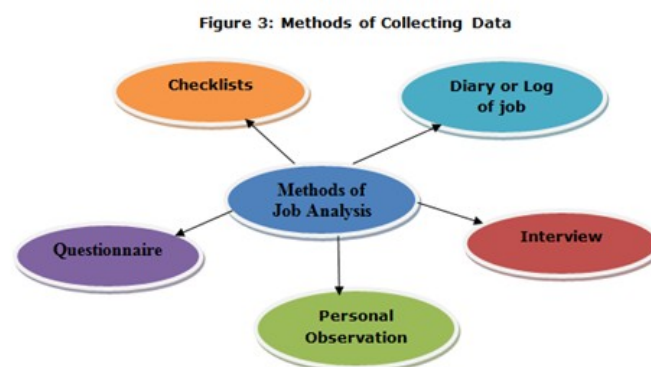 Figure 3: Methods of Collecting Data
Checklists
Diary or Log
of job
Methods of
Job Analysis
Questionnaire
Interview
Personal
Observation